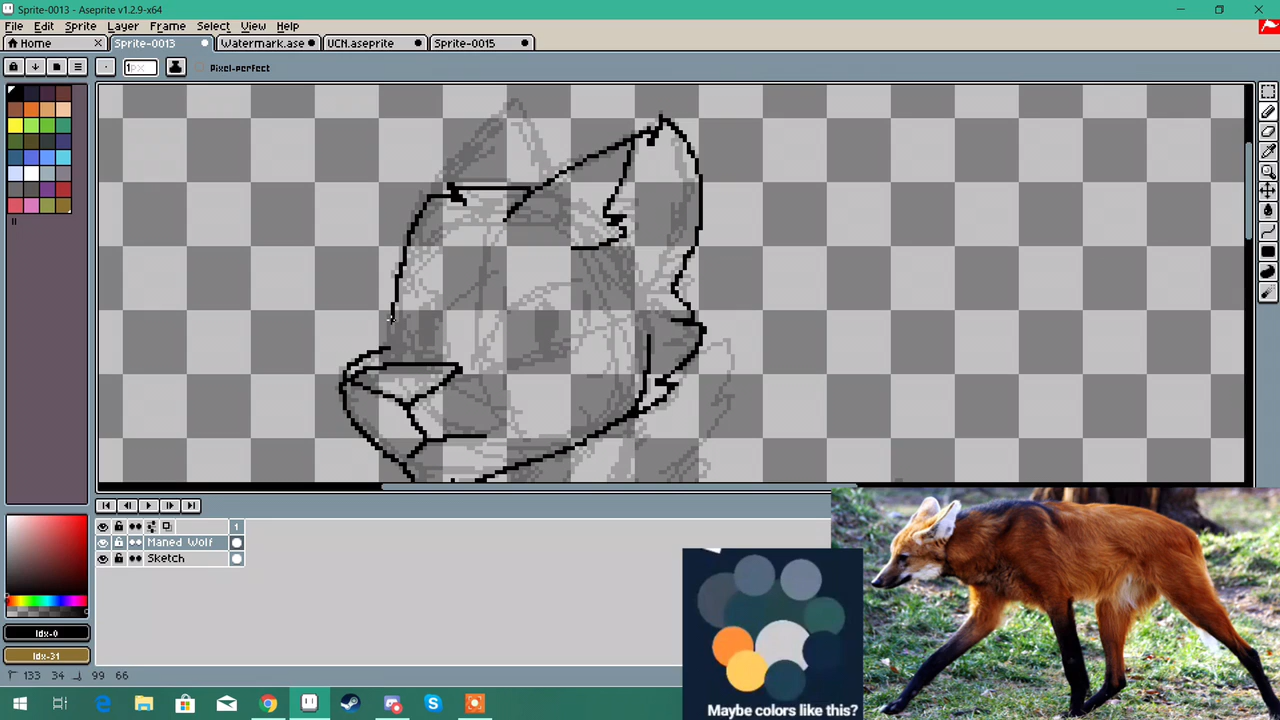 Sprite-0013 - Aseprite v1.2.9-x64
File Edit Sprite Layer Frame Select View Help
Home Sprite-0013 Watermark.ase UCN.aseprite Sprite-0015
1px Pixel-perfect
1
Maned Wolf
Sketch
Idx-0
Idx-31
133 34 99 66
Maybe colors like this?